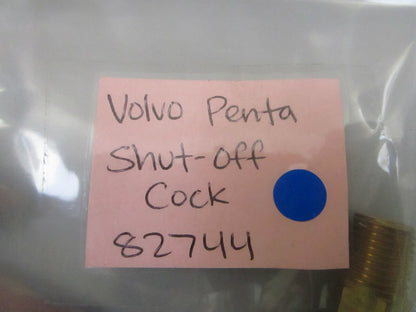 Volvo Penta
Shut-Off
Cock
82744